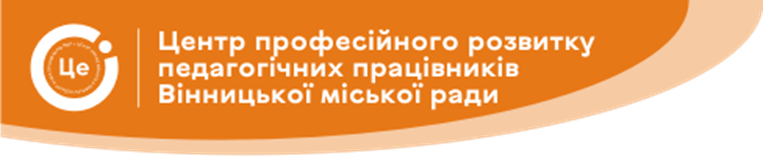 Це
Центр професійного розвитку
педагогічних працівників
Вінницької міської ради